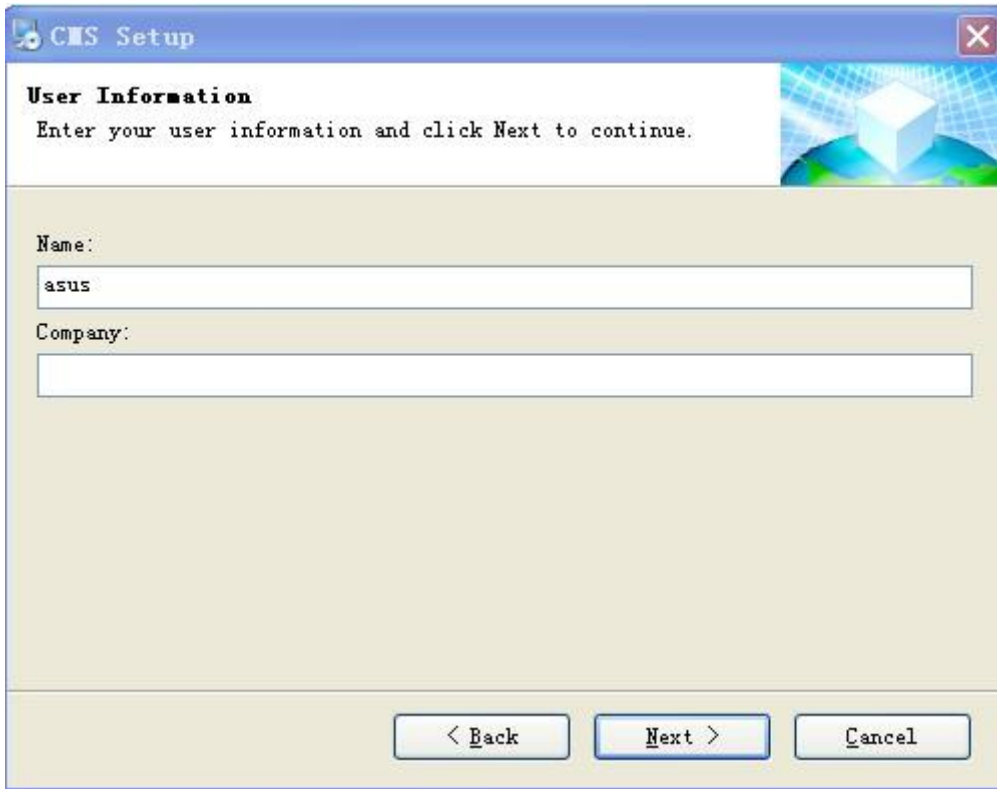 CMS Setup
User Information
Enter your user information and click Next to continue.
Name:
asus
Company:
< Back
Next >
Cancel